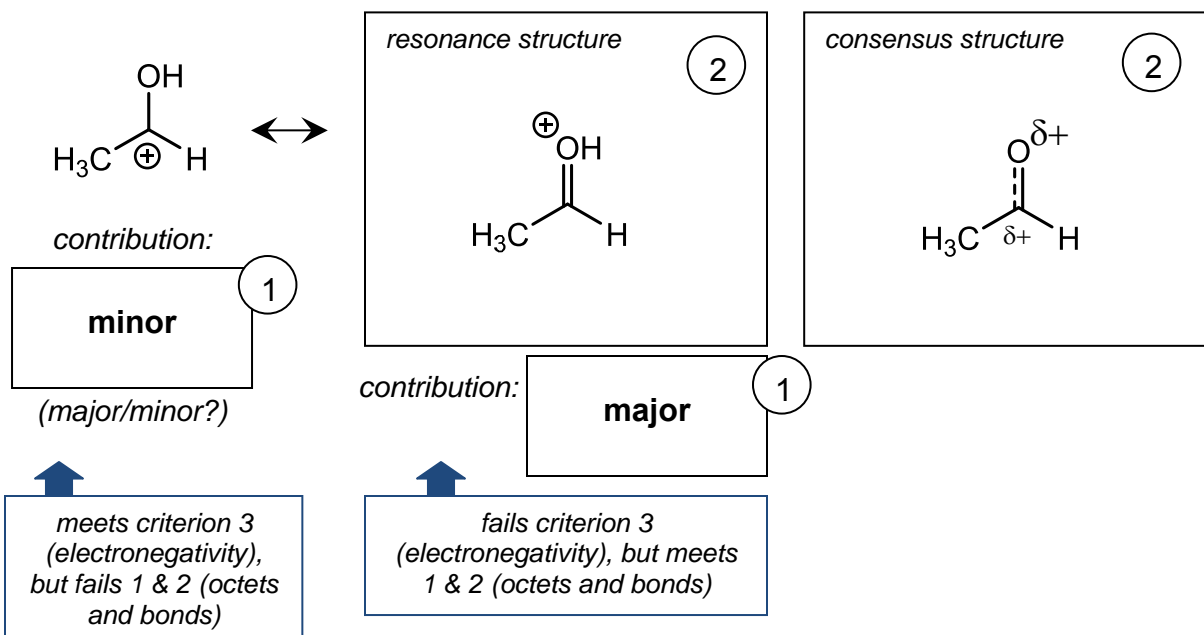 resonance structure
2
consensus structure
2
OH
H₃C
⊕
H
⊕
OH
H₃C
H
O
δ+
H₃C
δ+
H
contribution:
minor
1
(major/minor?)
contribution:
major
1
meets criterion 3
(electronegativity),
but fails 1 & 2 (octets
and bonds)
fails criterion 3
(electronegativity), but meets
1 & 2 (octets and bonds)